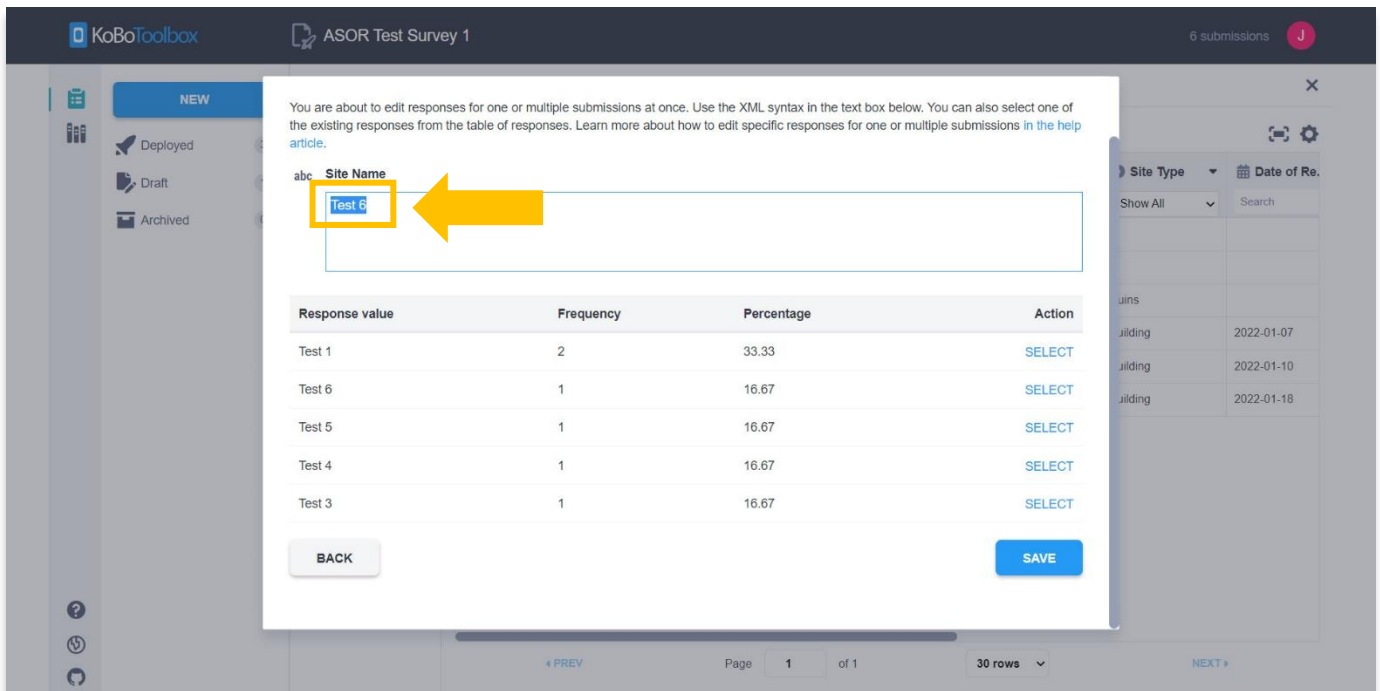 KoBoToolbox
ASOR Test Survey 1
6 submissions
J
NEW
Deployed
Draft
Archived
You are about to edit responses for one or multiple submissions at once. Use the XML syntax in the text box below. You can also select one of
the existing responses from the table of responses. Learn more about how to edit specific responses for one or multiple submissions in the help
article.
abc Site Name
Test 6
Response value Frequency Percentage Action
Test 1 2 33.33 SELECT
Test 6 1 16.67 SELECT
Test 5 1 16.67 SELECT
Test 4 1 16.67 SELECT
Test 3 1 16.67 SELECT
BACK
SAVE
Site Type
Date of Re.
Show All
Search
uins
uilding 2022-01-07
uilding 2022-01-10
uilding 2022-01-18
PREV Page 1 of 1 30 rows NEXT